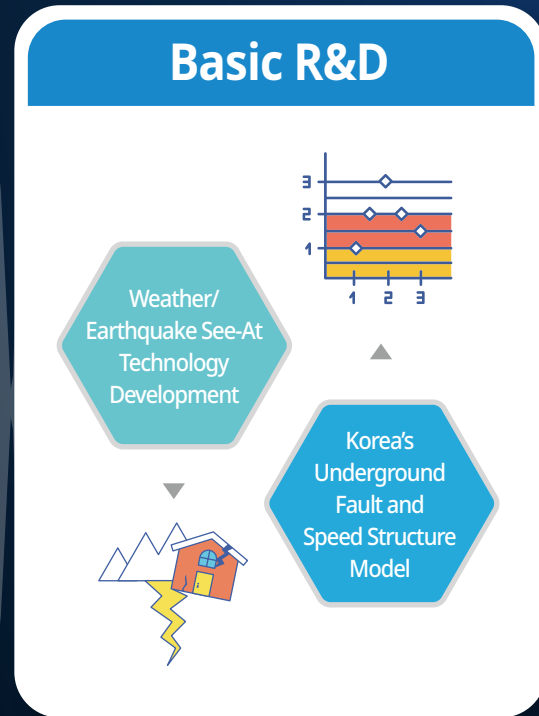 Basic R&D
3
2
1
1 2 3
Weather/
Earthquake See-At
Technology
Development
Korea's
Underground
Fault and
Speed Structure
Model